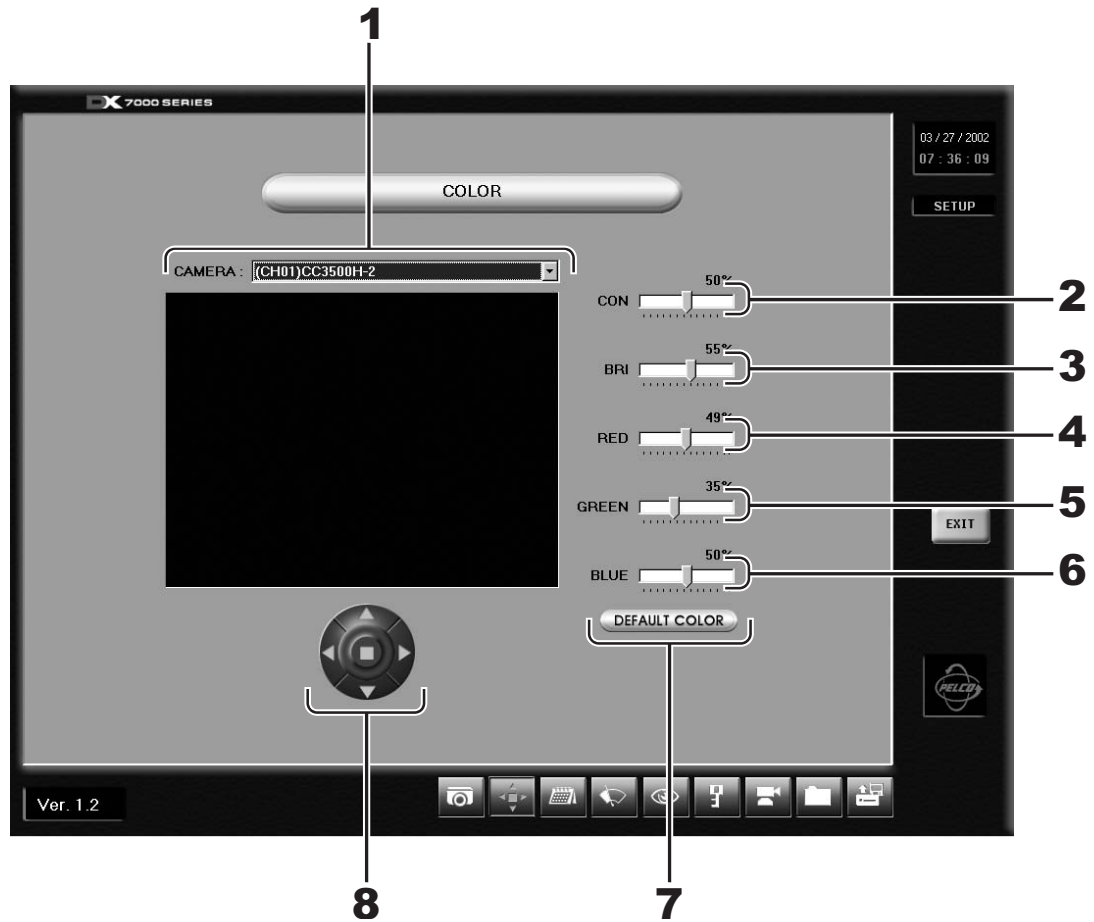 1
DX 7000 SERIES
03 / 27 / 2002
07 : 36 : 09
SETUP
COLOR
CAMERA : (CH01)CC3500H-2
50%
CON
2
55%
BRI
3
49%
RED
4
35%
GREEN
5
EXIT
50%
BLUE
6
DEFAULT COLOR
PELCO
Ver. 1.2
8
7